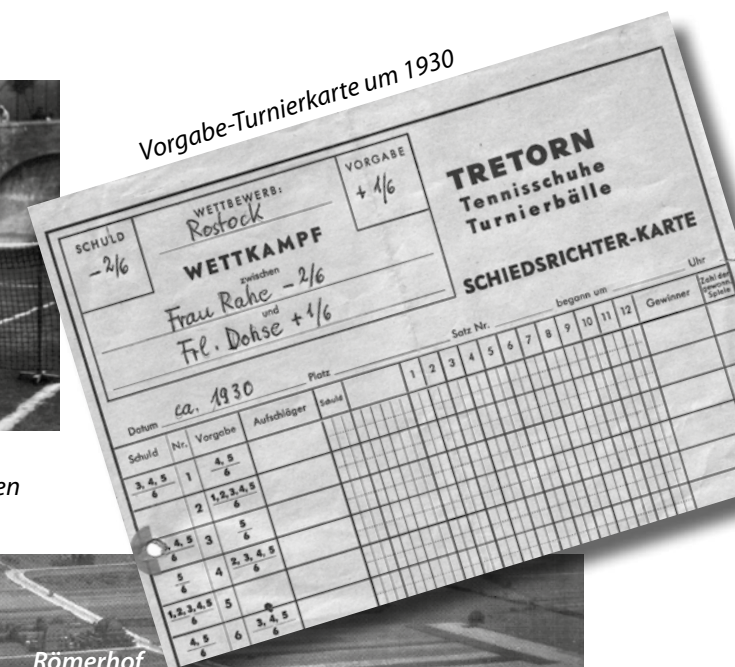 Vorgabe-Turnierkarte um 1930
SCHULD
-2/6
WETTBEWERB:
Rostock
VORGABE
+ 1/6
WETTKAMPF
zwischen
Frau Rahe - 2/6
und
Frl. Dohse + 1/6
TRETORN
Tennisschuhe
Turnierbälle
SCHIEDSRICHTER-KARTE
Datum ca. 1930 Platz Satz Nr. begann um Uhr
Schuld Nr. Vorgabe Aufschläger Schuld 1 2 3 4 5 6 7 8 9 10 11 12 Gewinner Zahl der gewonn. Spiele
3, 4, 5/6 1 4, 5/6
2 1,2,3,4,5/6
4, 5/6 3 5/6
5/6 4 2, 3, 4, 5/6
1,2,3,4,5/6 5
4, 5/6 6 3, 4, 5/6
en
Römerhof